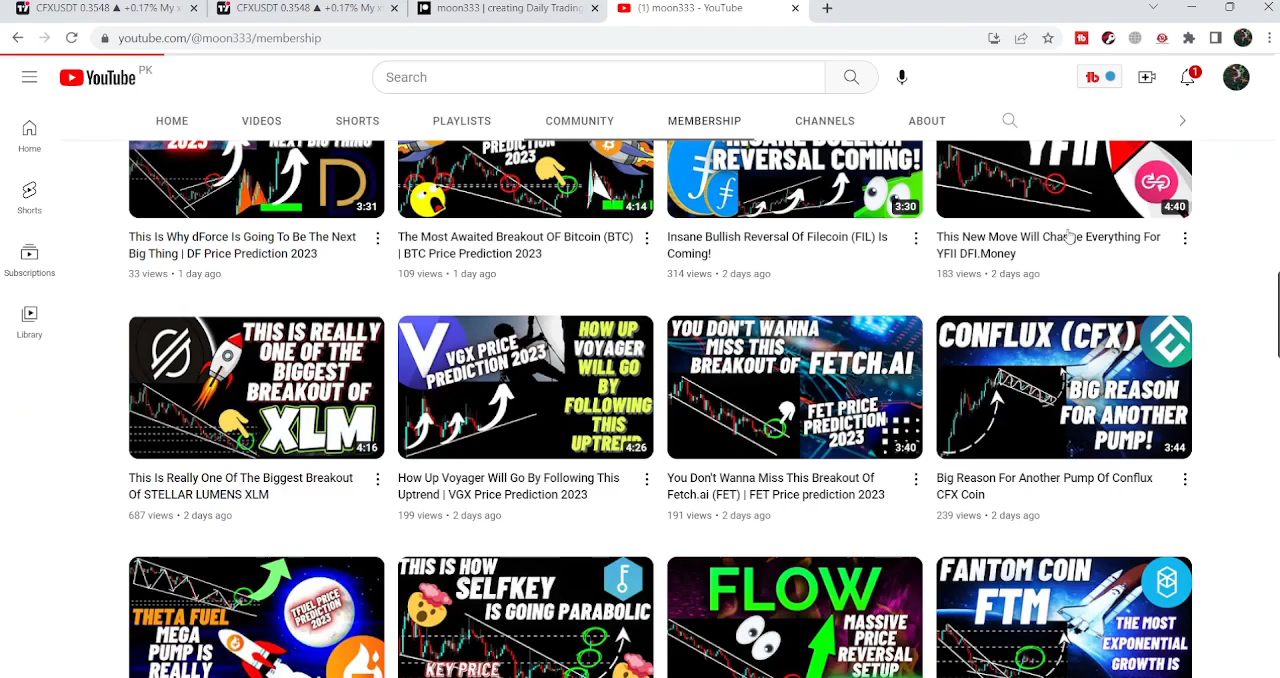 CFXUSDT 0.3548 ▲ +0.17% My x
CFXUSDT 0.3548 ▲ +0.17% My x
moon333 | creating Daily Trading
(1) moon333 - YouTube
youtube.com/@moon333/membership
YouTube PK
Search
1
HOME
VIDEOS
SHORTS
PLAYLISTS
COMMUNITY
MEMBERSHIP
CHANNELS
ABOUT
Home
Shorts
Subscriptions
Library
2023
NEXT BIG THING
3:31
PREDICTION
2023
4:14
INSANE BULLISH
REVERSAL COMING!
3:30
YFII
4:40
This Is Why dForce Is Going To Be The Next
Big Thing | DF Price Prediction 2023
33 views • 1 day ago
The Most Awaited Breakout OF Bitcoin (BTC)
| BTC Price Prediction 2023
109 views • 1 day ago
Insane Bullish Reversal Of Filecoin (FIL) Is
Coming!
314 views • 2 days ago
This New Move Will Change Everything For
YFII DFI.Money
183 views • 2 days ago
THIS IS REALLY
ONE OF THE
BIGGEST
BREAKOUT OF
XLM
4:16
VGX PRICE
PREDICTION 2023
HOW UP
VOYAGER
WILL GO
BY
FOLLOWING
THIS
UPTREND
4:26
YOU DON'T WANNA
MISS THIS
BREAKOUT OF
FETCH.AI
FET PRICE
PREDICTION
2023
3:40
CONFLUX (CFX)
BIG REASON
FOR ANOTHER
PUMP!
3:44
This Is Really One Of The Biggest Breakout
Of STELLAR LUMENS XLM
687 views • 2 days ago
How Up Voyager Will Go By Following This
Uptrend | VGX Price Prediction 2023
199 views • 2 days ago
You Don't Wanna Miss This Breakout Of
Fetch.ai (FET) | FET Price prediction 2023
191 views • 2 days ago
Big Reason For Another Pump Of Conflux
CFX Coin
239 views • 2 days ago
THETA FUEL
MEGA
PUMP IS
REALLY
TFUEL PRICE
PREDICTION
2023
THIS IS HOW
SELFKEY
IS GOING PARABOLIC
KEY PRICE
FLOW
MASSIVE
PRICE
REVERSAL
SETUP
FANTOM COIN
FTM
THE MOST
EXPONENTIAL
GROWTH IS